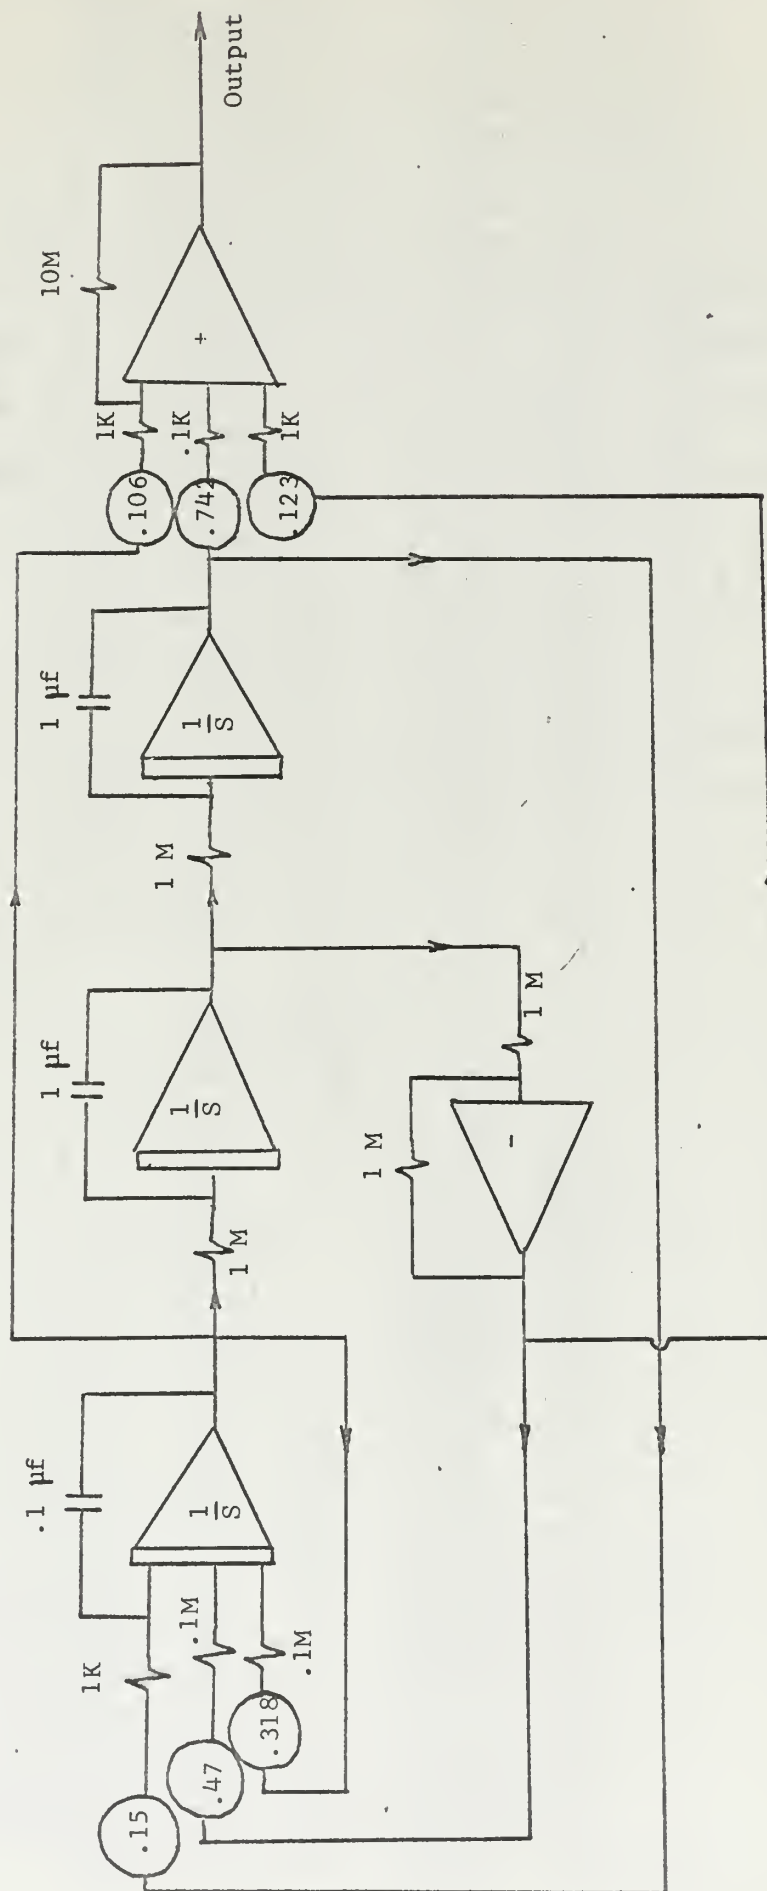 .1 µf
1 µf
1 µf
10M
1K
1K
.15
.106
1 M
.1M
.1K
.47
1
S
1
S
1
S
.742
+
Output
1 M
.318
.123
1K
.1M
1 M
−
1 M